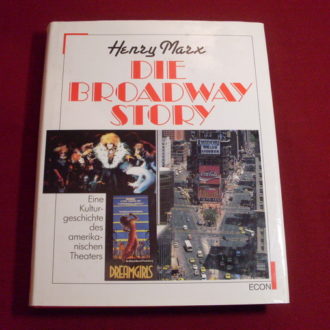 Henry Marx
DIE
BROADWAY
STORY
Eine
Kultur-
geschichte
des
amerika-
nischen
Theaters
DREAMGIRLS
ECON